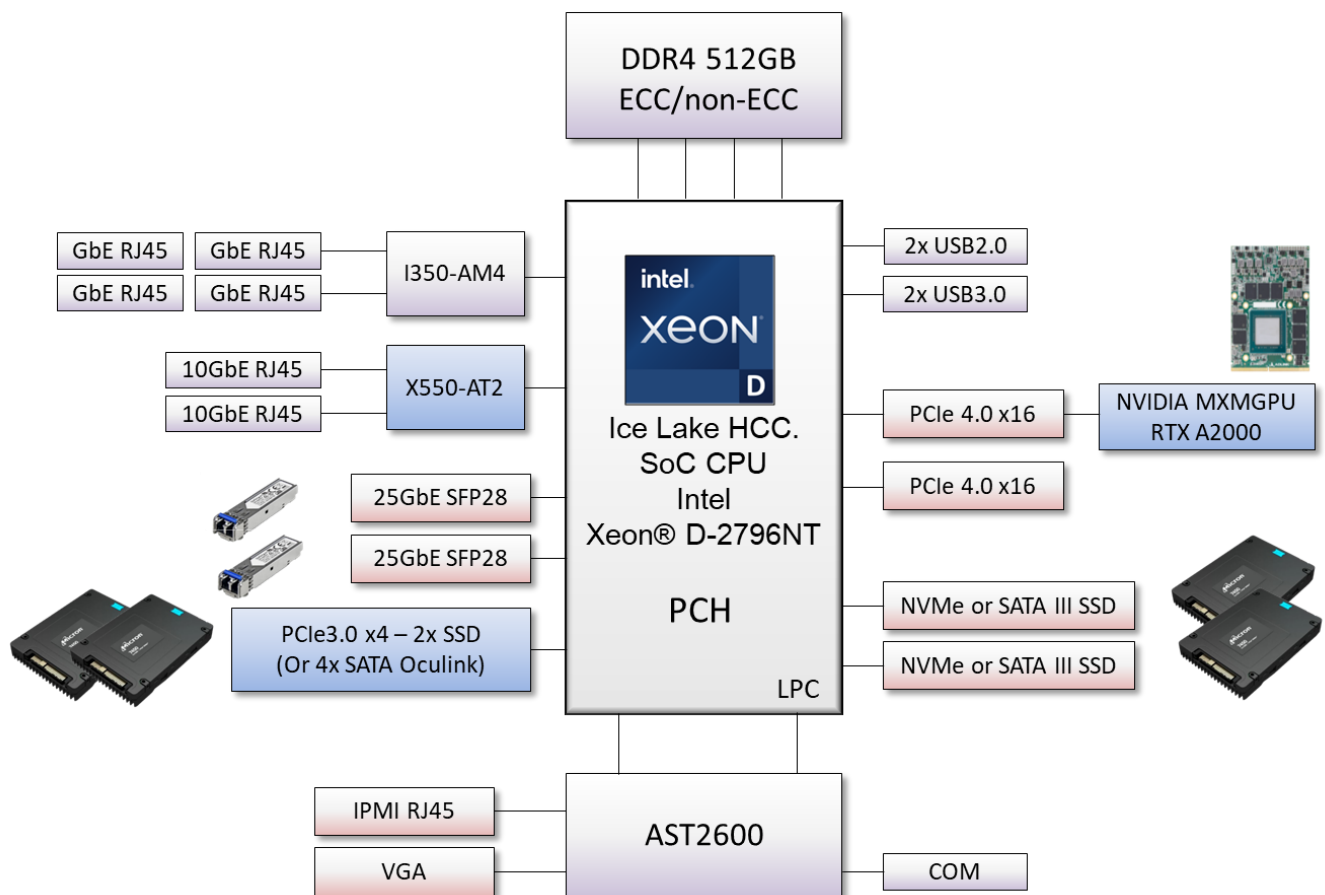 DDR4 512GB
ECC/non-ECC
GbE RJ45
GbE RJ45
GbE RJ45
GbE RJ45
I350-AM4
10GbE RJ45
10GbE RJ45
X550-AT2
25GbE SFP28
25GbE SFP28
PCIe3.0 x4 – 2x SSD
(Or 4x SATA Oculink)
intel.
XEON
D
Ice Lake HCC.
SoC CPU
Intel
Xeon® D-2796NT
PCH
LPC
2x USB2.0
2x USB3.0
PCIe 4.0 x16
NVIDIA MXMGPU
RTX A2000
PCIe 4.0 x16
NVMe or SATA III SSD
NVMe or SATA III SSD
Micron
Micron
Micron
Micron
IPMI RJ45
VGA
AST2600
COM